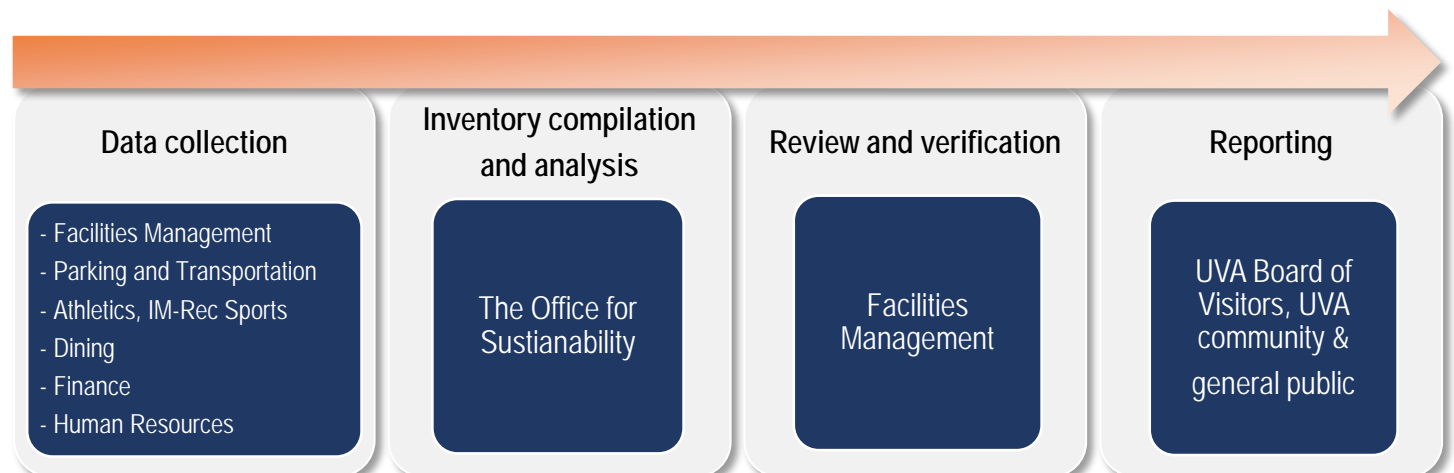 Data collection
- Facilities Management
- Parking and Transportation
- Athletics, IM-Rec Sports
- Dining
- Finance
- Human Resources
Inventory compilation
and analysis
The Office for
Sustianability
Review and verification
Facilities
Management
Reporting
UVA Board of
Visitors, UVA
community &
general public